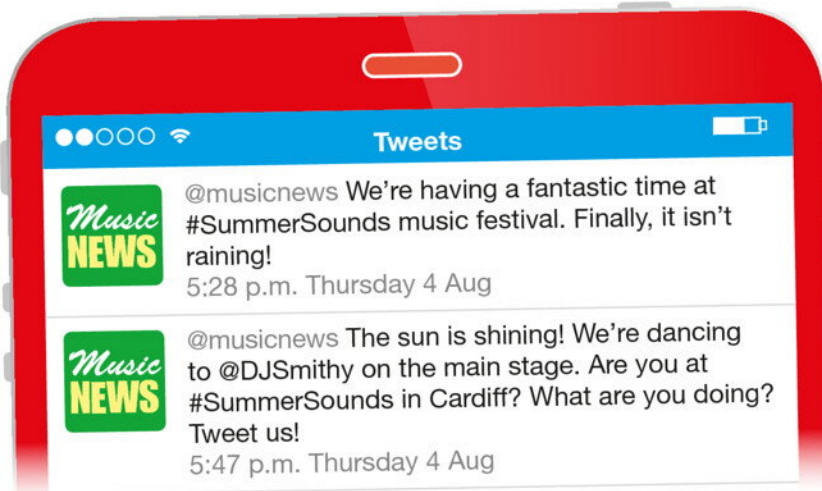 Tweets
Music
NEWS
@musicnews We're having a fantastic time at
#SummerSounds music festival. Finally, it isn't
raining!
5:28 p.m. Thursday 4 Aug
Music
NEWS
@musicnews The sun is shining! We're dancing
to @DJSmithy on the main stage. Are you at
#SummerSounds in Cardiff? What are you doing?
Tweet us!
5:47 p.m. Thursday 4 Aug